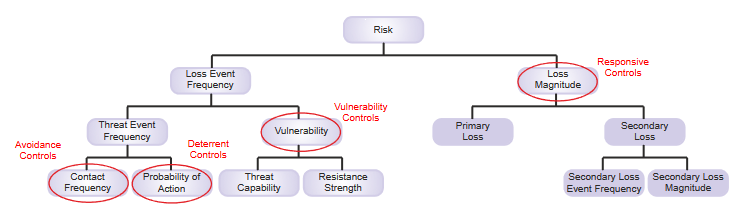 Risk
Loss Event
Frequency
Loss
Magnitude
Responsive
Controls
Vulnerability
Controls
Threat Event
Frequency
Vulnerability
Primary
Loss
Secondary
Loss
Avoidance
Controls
Deterrent
Controls
Contact
Frequency
Probability of
Action
Threat
Capability
Resistance
Strength
Secondary Loss
Event Frequency
Secondary Loss
Magnitude